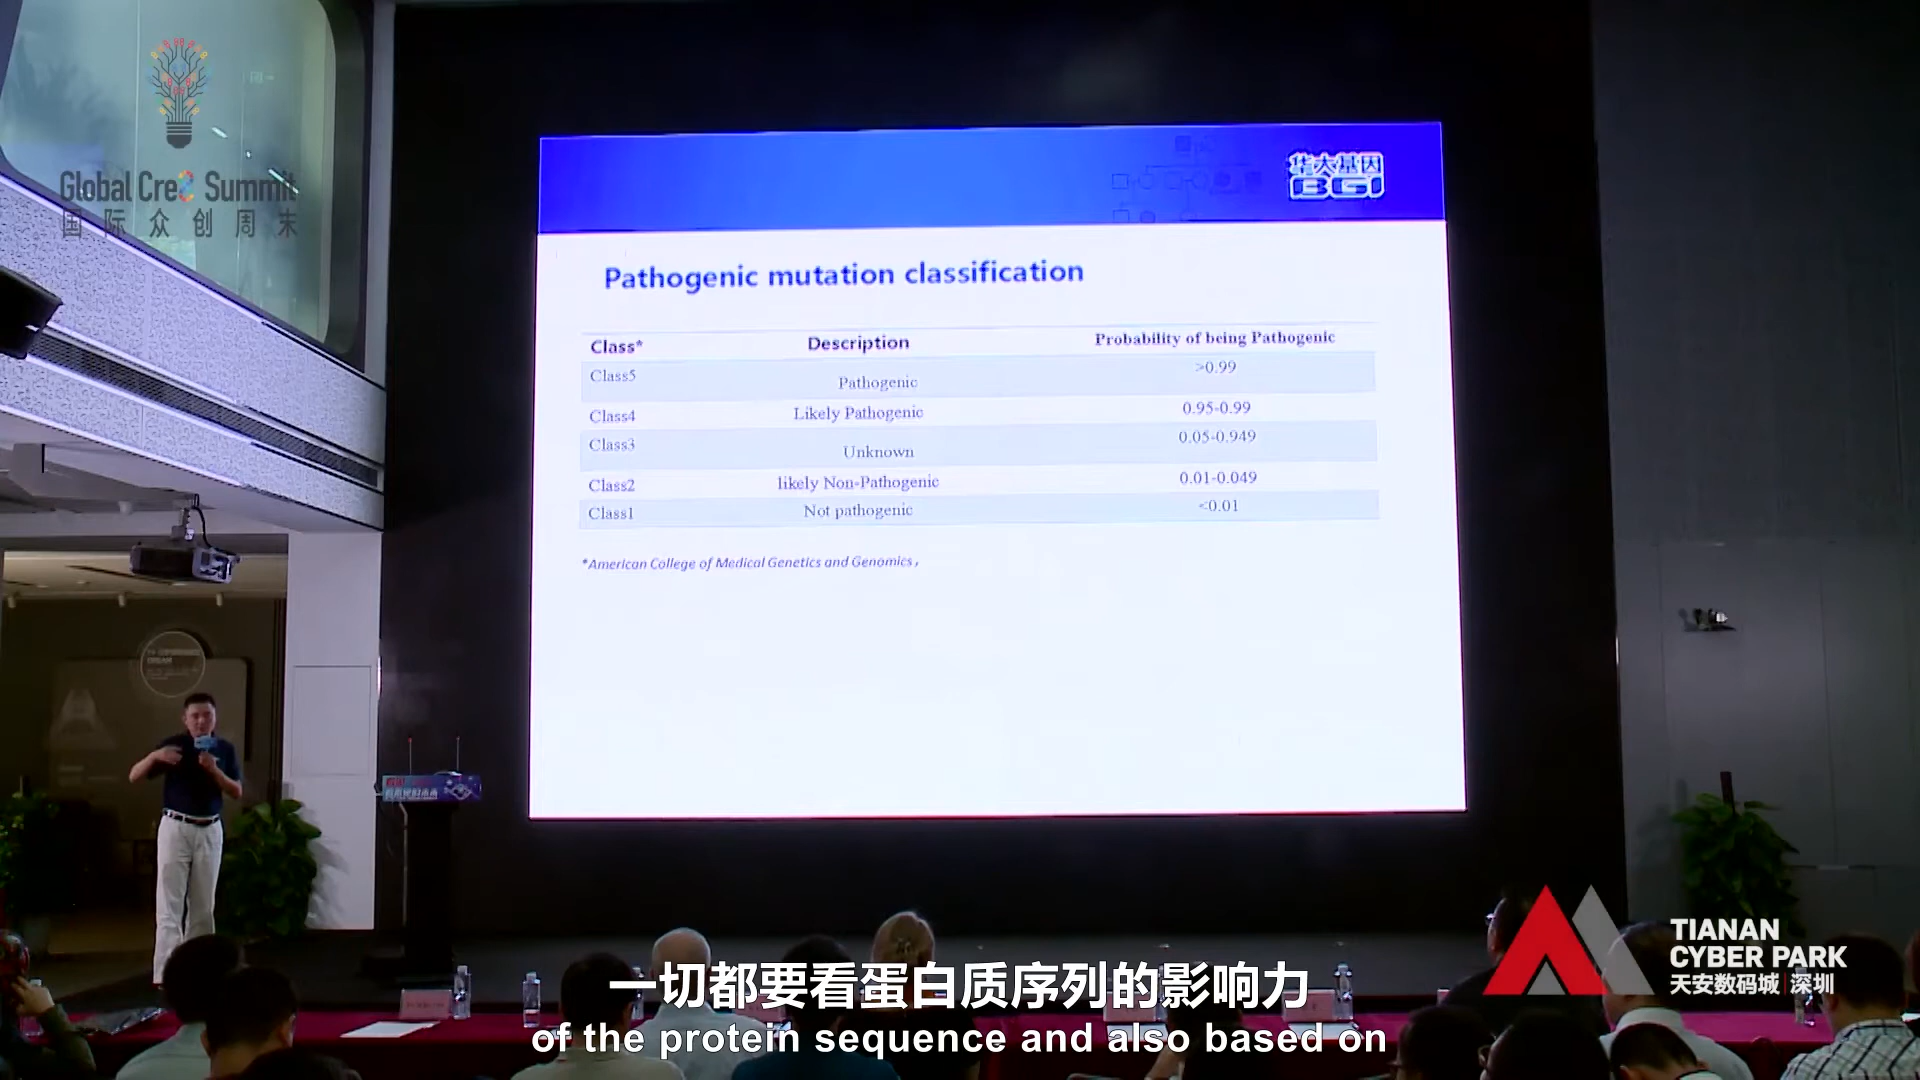 Global Cre8 Summit
国际众创周末
华大基因
BGI
Pathogenic mutation classification
Class* Description Probability of being Pathogenic
Class5 Pathogenic >0.99
Class4 Likely Pathogenic 0.95-0.99
Class3 Unknown 0.05-0.949
Class2 likely Non-Pathogenic 0.01-0.049
Class1 Not pathogenic <0.01
*American College of Medical Genetics and Genomics ,
TIANAN
CYBER PARK
天安数码城 深圳
一切都要看蛋白质序列的影响力
of the protein sequence and also based on